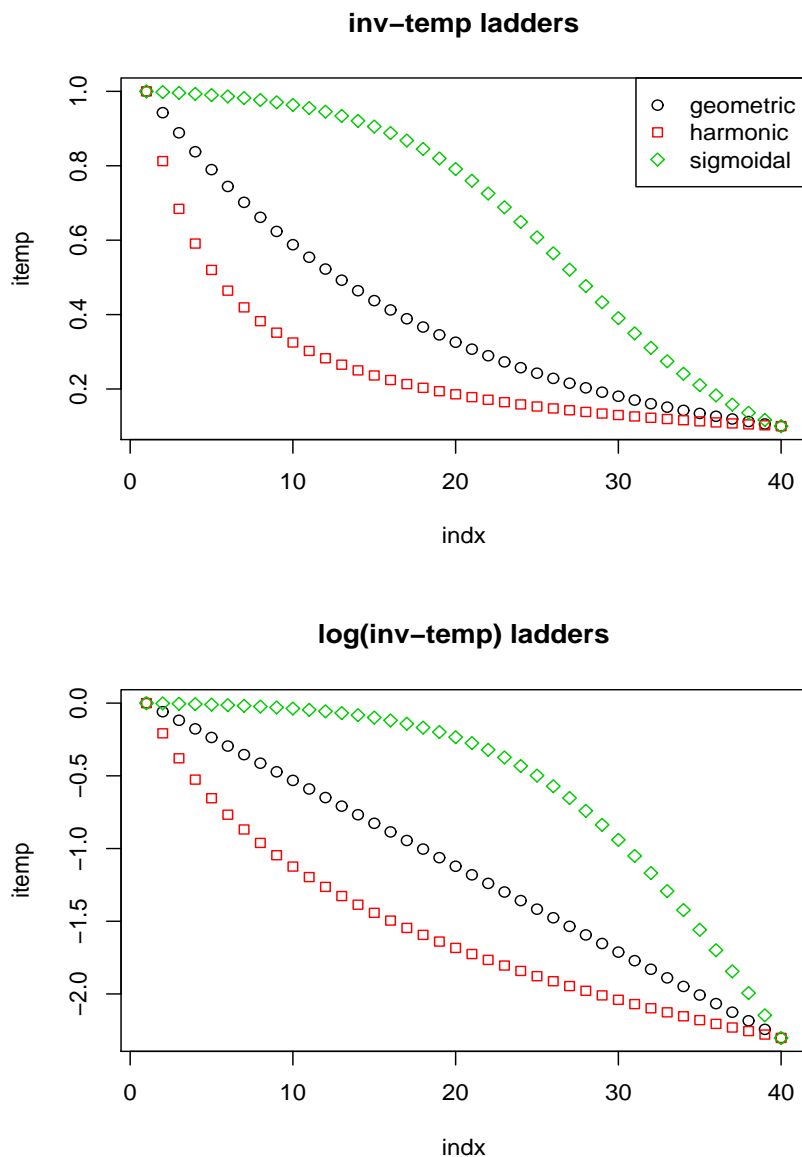 inv−temp ladders
geometric
harmonic
sigmoidal
itemp
1.0
0.8
0.6
0.4
0.2
0 10 20 30 40
indx
log(inv−temp) ladders
itemp
0.0
−0.5
−1.0
−1.5
−2.0
0 10 20 30 40
indx